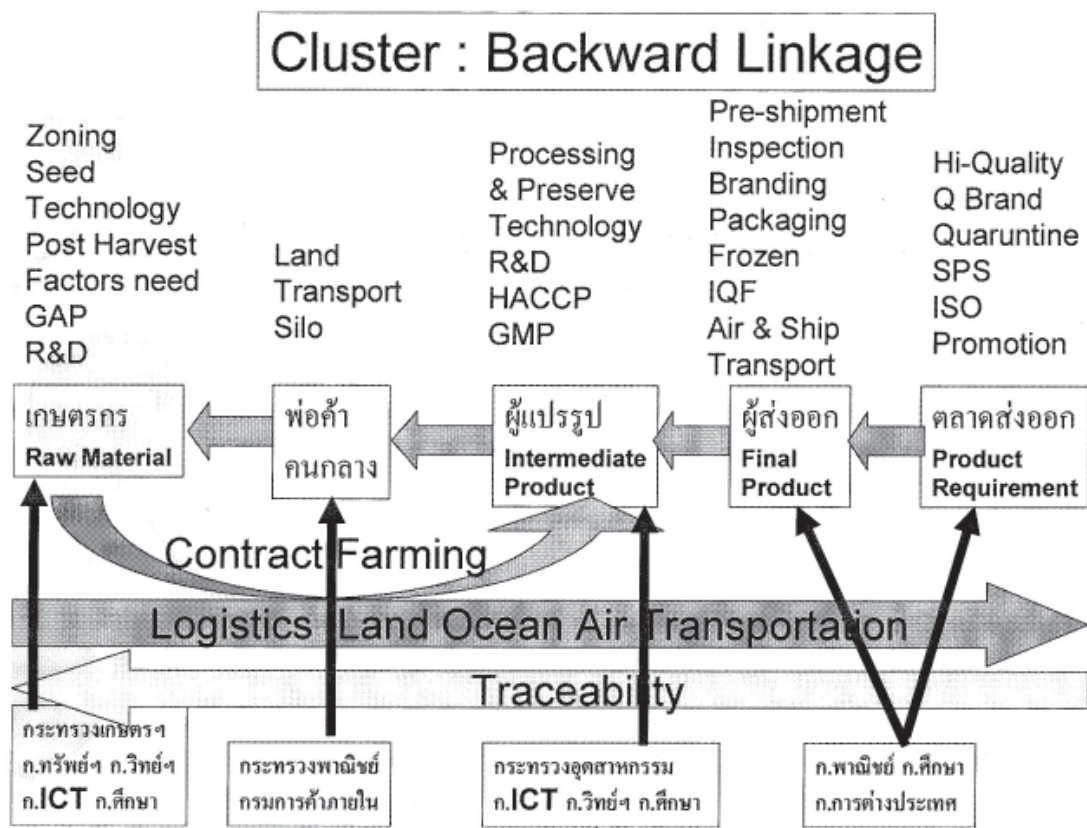 Cluster : Backward Linkage
Zoning
Seed
Technology
Post Harvest
Factors need
GAP
R&D
Land
Transport
Silo
Processing
& Preserve
Technology
R&D
HACCP
GMP
Pre-shipment
Inspection
Branding
Packaging
Frozen
IQF
Air & Ship
Transport
Hi-Quality
Q Brand
Quaruntine
SPS
ISO
Promotion
เกษตรกร
Raw Material
พ่อค้า
คนกลาง
ผู้แปรรูป
Intermediate
Product
ผู้ส่งออก
Final
Product
ตลาดส่งออก
Product
Requirement
Contract Farming
Logistics Land Ocean Air Transportation
Traceability
กระทรวงเกษตรฯ
ก.ทรัพย์ฯ ก.วิทย์ฯ
ก.ICT ก.ศึกษา
กระทรวงพาณิชย์
กรมการค้าภายใน
กระทรวงอุตสาหกรรม
ก.ICT ก.วิทย์ฯ ก.ศึกษา
ก.พาณิชย์ ก.ศึกษา
ก.การต่างประเทศ